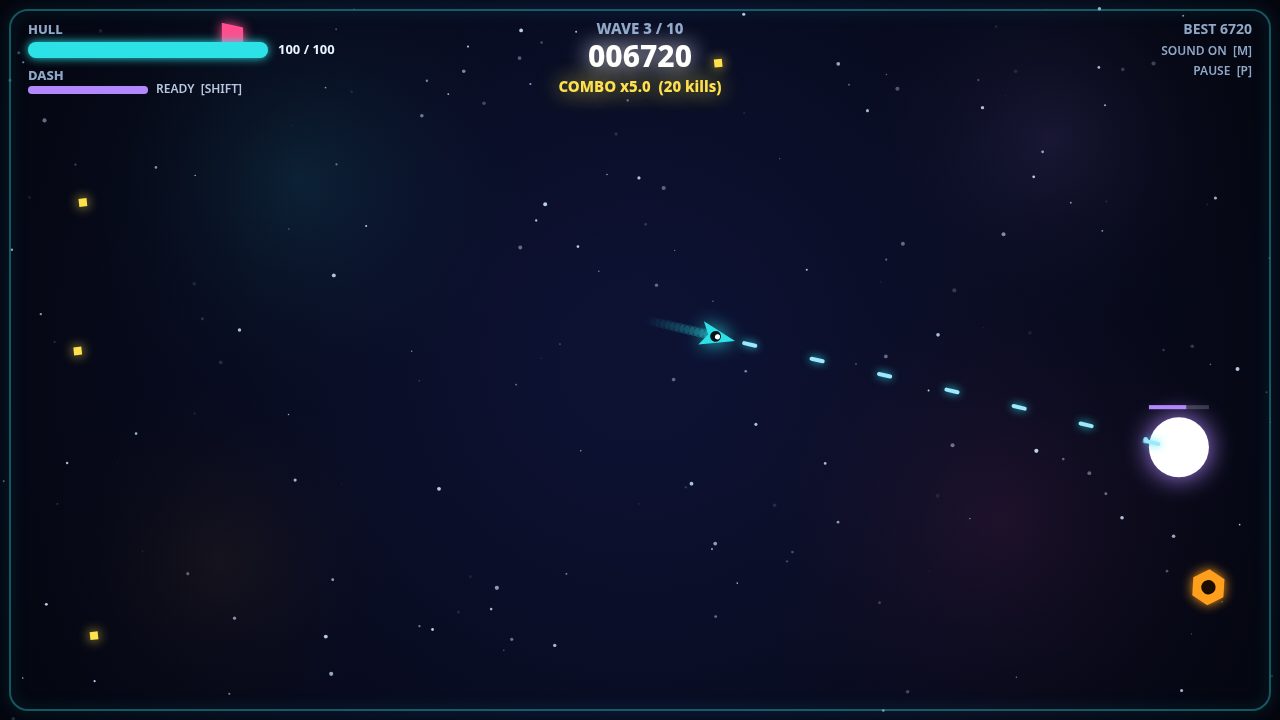 HULL
100 / 100
DASH
READY [SHIFT]
WAVE 3 / 10
006720
COMBO x5.0 (20 kills)
BEST 6720
SOUND ON [M]
PAUSE [P]